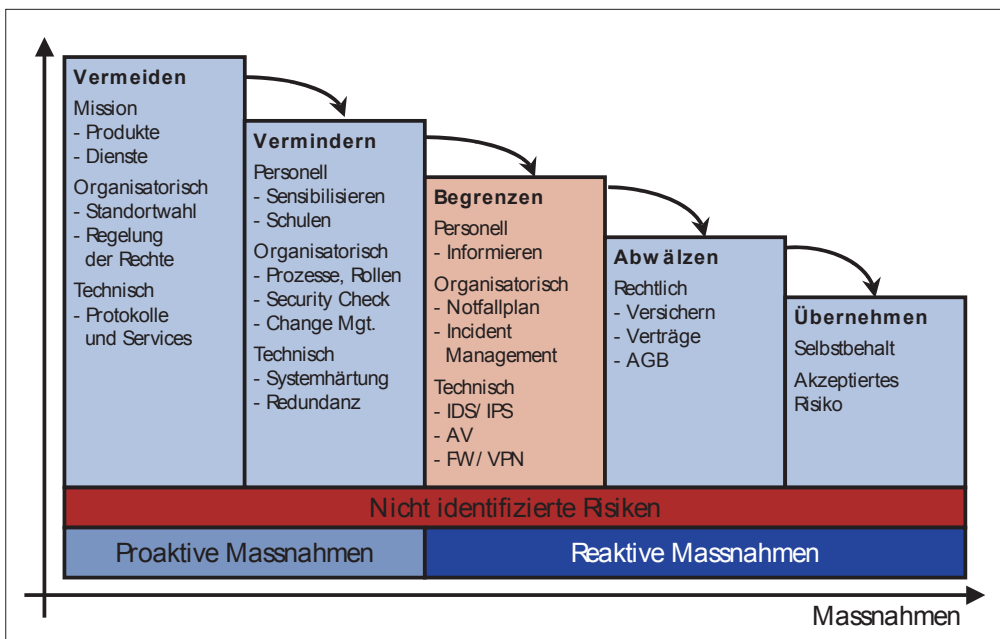 Vermeiden
Mission
- Produkte
- Dienste
Organisatorisch
- Standortwahl
- Regelung
der Rechte
Technisch
- Protokolle
und Services
Vermindern
Personell
- Sensibilisieren
- Schulen
Organisatorisch
- Prozesse, Rollen
- Security Check
- Change Mgt.
Technisch
- Systemhärtung
- Redundanz
Begrenzen
Personell
- Informieren
Organisatorisch
- Notfallplan
- Incident
Management
Technisch
- IDS/ IPS
- AV
- FW/ VPN
Abwälzen
Rechtlich
- Versichern
- Verträge
- AGB
Übernehmen
Selbstbehalt
Akzeptiertes
Risiko
Nicht identifizierte Risiken
Proaktive Massnahmen
Reaktive Massnahmen
Massnahmen